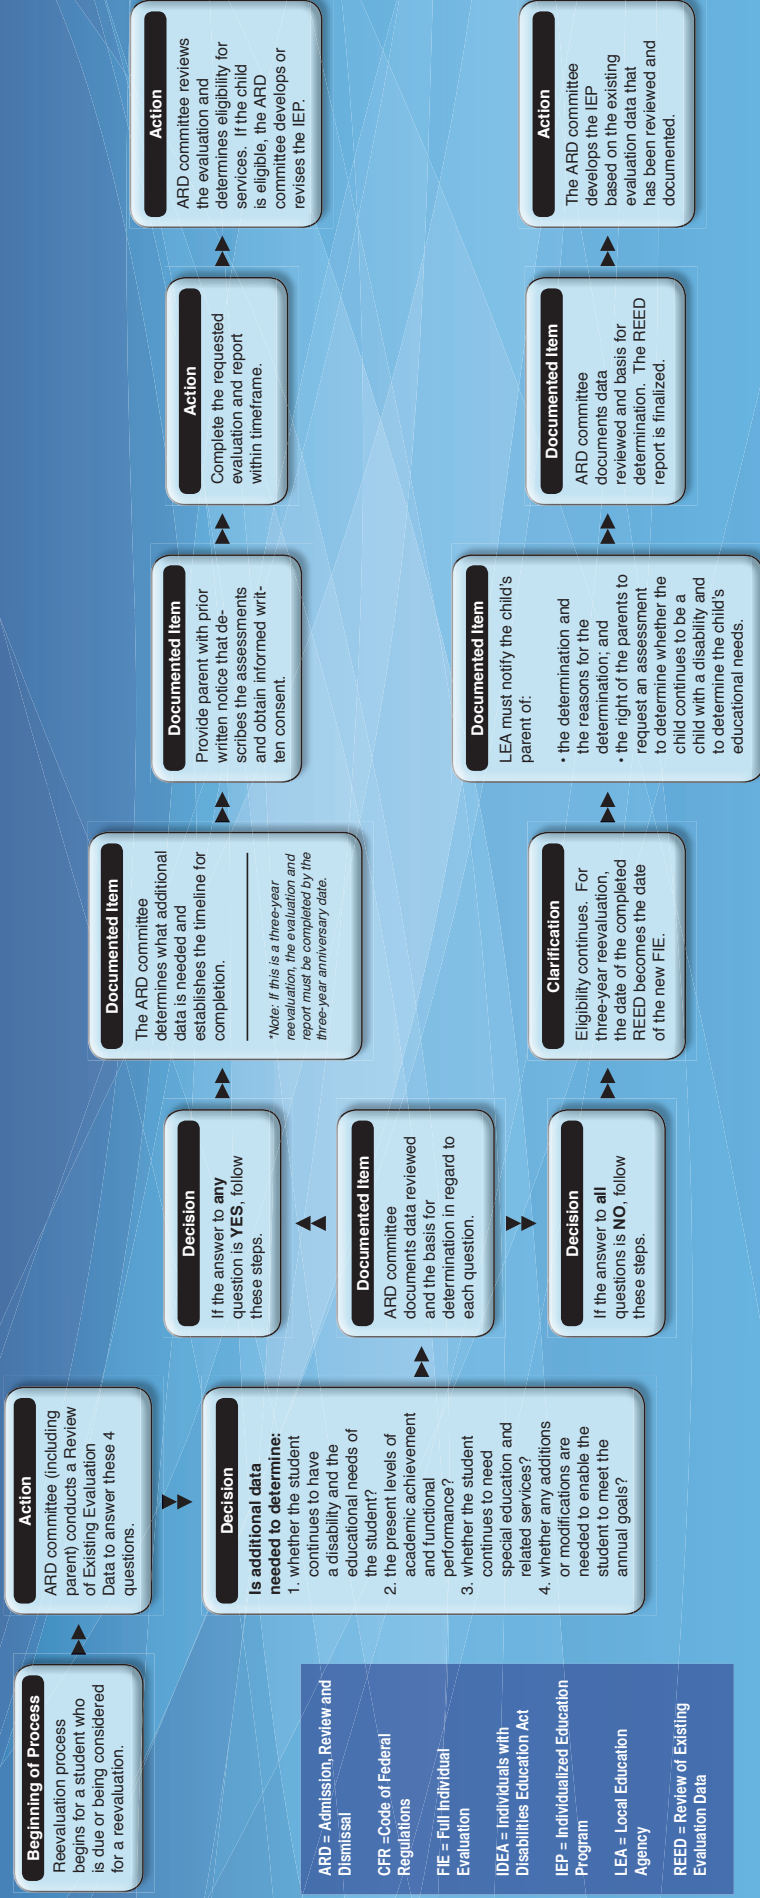 Beginning of Process
Reevaluation process
begins for a student who
is due or being considered
for a reevaluation.
Action
ARD committee (including
parent) conducts a Review
of Existing Evaluation
Data to answer these 4
questions.
Decision
Is additional data
needed to determine:
1. whether the student
continues to have
a disability and the
educational needs of
the student?
2. the present levels of
academic achievement
and functional
performance?
3. whether the student
continues to need
special education and
related services?
4. whether any additions
or modifications are
needed to enable the
student to meet the
annual goals?
Documented Item
ARD committee
documents data reviewed
and the basis for
determination in regard to
each question.
Decision
If the answer to any
question is YES, follow
these steps.
Documented Item
The ARD committee
determines what additional
data is needed and
establishes the timeline for
completion.
*Note: If this is a three-year
reevaluation, the evaluation and
report must be completed by the
three-year anniversary date.
Documented Item
Provide parent with prior
written notice that de-
scribes the assessments
and obtain informed writ-
ten consent.
Action
Complete the requested
evaluation and report
within timeframe.
Action
ARD committee reviews
the evaluation and
determines eligibility for
services. If the child
is eligible, the ARD
committee develops or
revises the IEP.
Decision
If the answer to all
questions is NO, follow
these steps.
Clarification
Eligibility continues. For
three-year reevaluation,
the date of the completed
REED becomes the date
of the new FIE.
Documented Item
LEA must notify the child's
parent of:
• the determination and
the reasons for the
determination; and
• the right of the parents to
request an assessment
to determine whether the
child continues to be a
child with a disability and
to determine the child's
educational needs.
Documented Item
ARD committee
documents data
reviewed and basis for
determination. The REED
report is finalized.
Action
The ARD committee
develops the IEP
based on the existing
evaluation data that
has been reviewed and
documented.
ARD = Admission, Review and
Dismissal
CFR =Code of Federal
Regulations
FIE = Full Individual
Evaluation
IDEA = Individuals with
Disabilities Education Act
IEP = Individualized Education
Program
LEA = Local Education
Agency
REED = Review of Existing
Evaluation Data